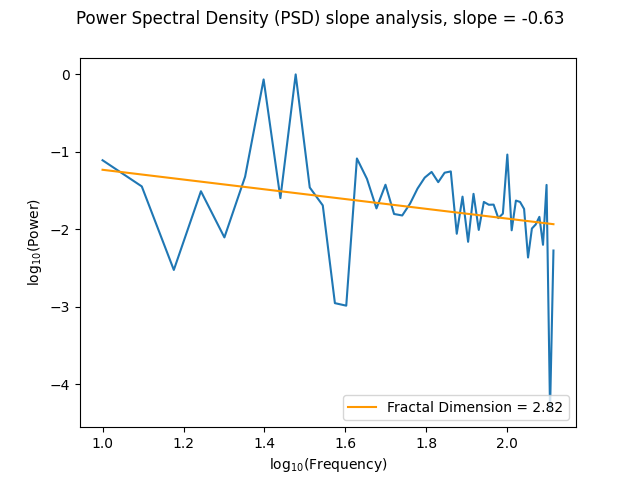 Power Spectral Density (PSD) slope analysis, slope = -0.63
0
−1
−2
−3
−4
log₁₀(Power)
Fractal Dimension = 2.82
1.0 1.2 1.4 1.6 1.8 2.0
log₁₀(Frequency)